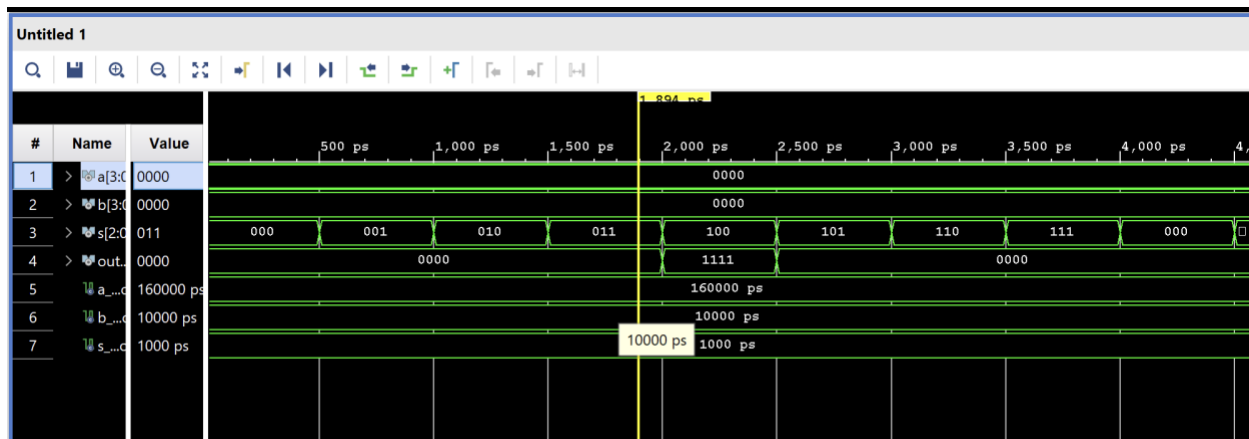 Untitled 1
1,894 ps
# Name Value
500 ps 1,000 ps 1,500 ps 2,000 ps 2,500 ps 3,000 ps 3,500 ps 4,000 ps 4,
1 a[3:0 0000 0000
2 b[3:0 0000 0000
3 s[2:0 011 000 001 010 011 100 101 110 111 000
4 out.. 0000 0000 1111 0000
5 a_...c 160000 ps 160000 ps
6 b_...c 10000 ps 10000 ps
7 s_...c 1000 ps 1000 ps
10000 ps